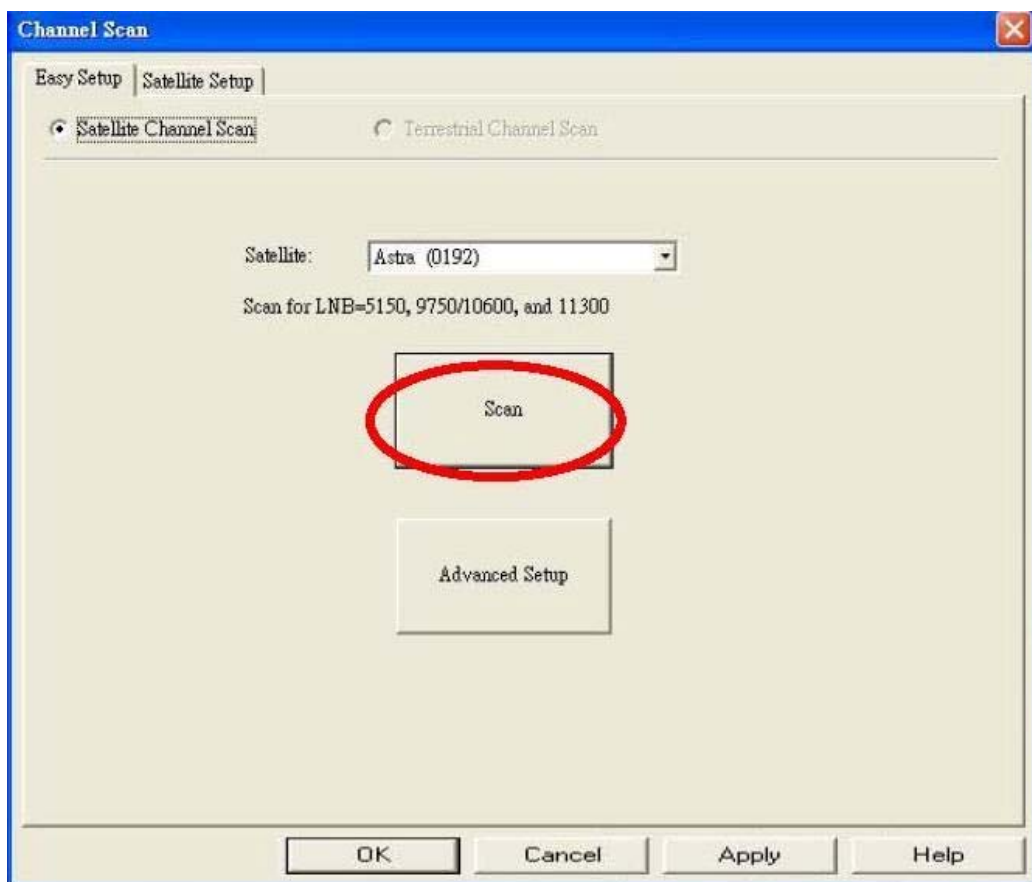 Channel Scan
Easy Setup Satellite Setup
Satellite Channel Scan Terrestrial Channel Scan
Satellite: Astra (0192)
Scan for LNB=5150, 9750/10600, and 11300
Scan
Advanced Setup
OK Cancel Apply Help